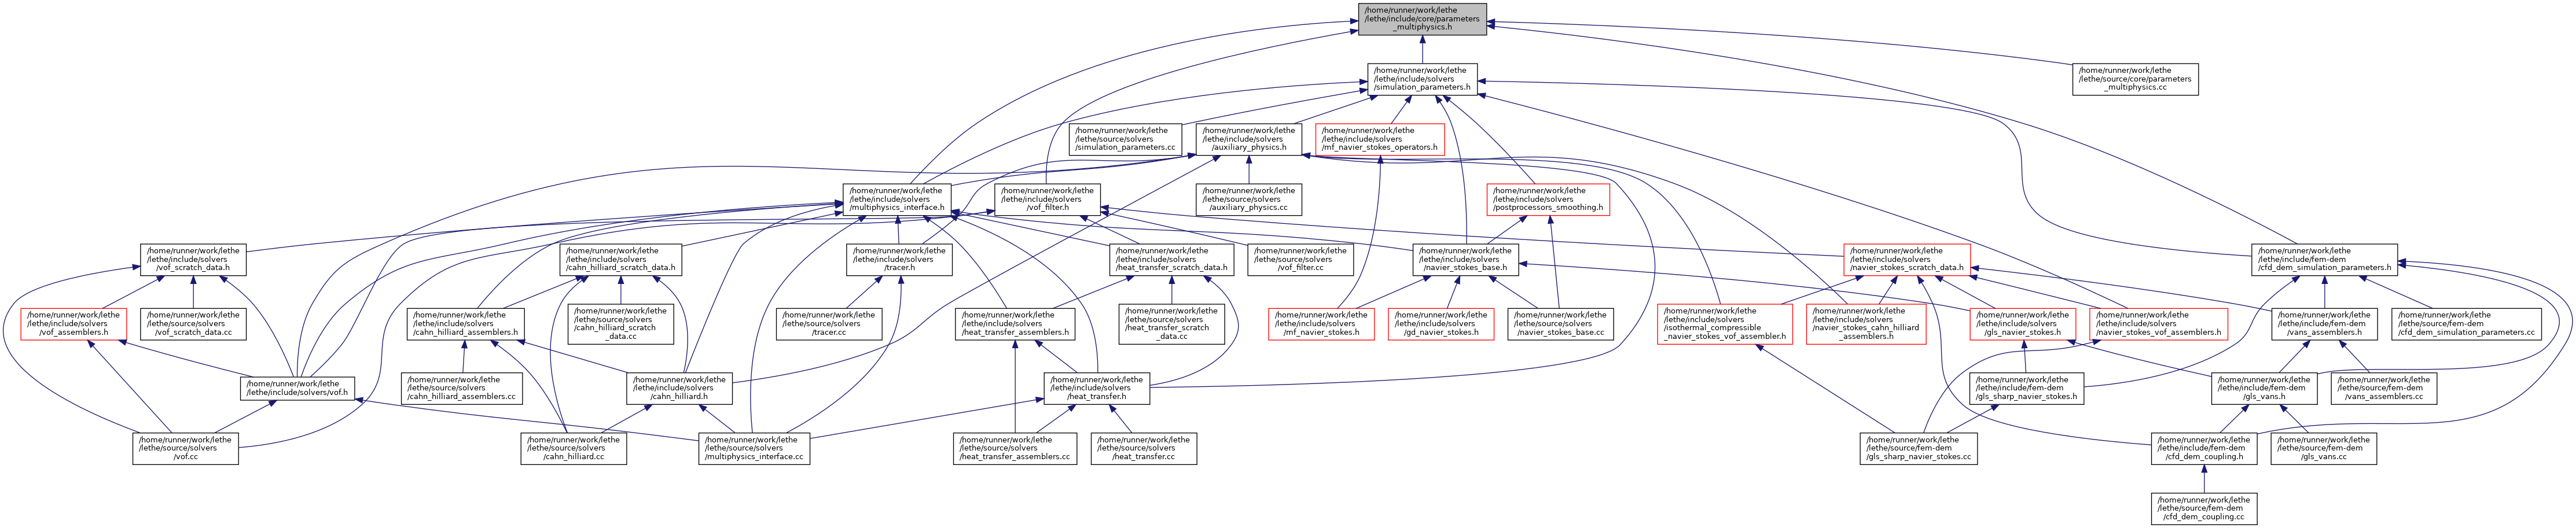 /home/runner/work/lethe
/lethe/include/core/parameters
_multiphysics.h
/home/runner/work/lethe
/lethe/include/solvers
/simulation_parameters.h
/home/runner/work/lethe
/lethe/source/core/parameters
_multiphysics.cc
/home/runner/work/lethe
/lethe/source/solvers
/simulation_parameters.cc
/home/runner/work/lethe
/lethe/include/solvers
/auxiliary_physics.h
/home/runner/work/lethe
/lethe/include/solvers
/mf_navier_stokes_operators.h
/home/runner/work/lethe
/lethe/include/solvers
/multiphysics_interface.h
/home/runner/work/lethe
/lethe/include/solvers
/vof_filter.h
/home/runner/work/lethe
/lethe/source/solvers
/auxiliary_physics.cc
/home/runner/work/lethe
/lethe/include/solvers
/postprocessors_smoothing.h
/home/runner/work/lethe
/lethe/include/solvers
/vof_scratch_data.h
/home/runner/work/lethe
/lethe/include/solvers
/cahn_hilliard_scratch_data.h
/home/runner/work/lethe
/lethe/include/solvers
/tracer.h
/home/runner/work/lethe
/lethe/include/solvers
/heat_transfer_scratch_data.h
/home/runner/work/lethe
/lethe/source/solvers
/vof_filter.cc
/home/runner/work/lethe
/lethe/include/solvers
/navier_stokes_base.h
/home/runner/work/lethe
/lethe/include/solvers
/navier_stokes_scratch_data.h
/home/runner/work/lethe
/lethe/include/fem-dem
/cfd_dem_simulation_parameters.h
/home/runner/work/lethe
/lethe/include/solvers
/vof_assemblers.h
/home/runner/work/lethe
/lethe/source/solvers
/vof_scratch_data.cc
/home/runner/work/lethe
/lethe/include/solvers
/cahn_hilliard_assemblers.h
/home/runner/work/lethe
/lethe/source/solvers
/cahn_hilliard_scratch
_data.cc
/home/runner/work/lethe
/lethe/source/solvers
/tracer.cc
/home/runner/work/lethe
/lethe/include/solvers
/heat_transfer_assemblers.h
/home/runner/work/lethe
/lethe/source/solvers
/heat_transfer_scratch
_data.cc
/home/runner/work/lethe
/lethe/include/solvers
/mf_navier_stokes.h
/home/runner/work/lethe
/lethe/include/solvers
/gd_navier_stokes.h
/home/runner/work/lethe
/lethe/source/solvers
/navier_stokes_base.cc
/home/runner/work/lethe
/lethe/include/solvers
/isothermal_compressible
_navier_stokes_vof_assembler.h
/home/runner/work/lethe
/lethe/include/solvers
/navier_stokes_cahn_hilliard
_assemblers.h
/home/runner/work/lethe
/lethe/include/solvers
/gls_navier_stokes.h
/home/runner/work/lethe
/lethe/include/solvers
/navier_stokes_vof_assemblers.h
/home/runner/work/lethe
/lethe/include/fem-dem
/vans_assemblers.h
/home/runner/work/lethe
/lethe/source/fem-dem
/cfd_dem_simulation_parameters.cc
/home/runner/work/lethe
/lethe/include/solvers/vof.h
/home/runner/work/lethe
/lethe/source/solvers
/cahn_hilliard_assemblers.cc
/home/runner/work/lethe
/lethe/include/solvers
/cahn_hilliard.h
/home/runner/work/lethe
/lethe/include/solvers
/heat_transfer.h
/home/runner/work/lethe
/lethe/include/fem-dem
/gls_sharp_navier_stokes.h
/home/runner/work/lethe
/lethe/include/fem-dem
/gls_vans.h
/home/runner/work/lethe
/lethe/source/fem-dem
/vans_assemblers.cc
/home/runner/work/lethe
/lethe/source/solvers
/vof.cc
/home/runner/work/lethe
/lethe/source/solvers
/cahn_hilliard.cc
/home/runner/work/lethe
/lethe/source/solvers
/multiphysics_interface.cc
/home/runner/work/lethe
/lethe/source/solvers
/heat_transfer_assemblers.cc
/home/runner/work/lethe
/lethe/source/solvers
/heat_transfer.cc
/home/runner/work/lethe
/lethe/source/fem-dem
/gls_sharp_navier_stokes.cc
/home/runner/work/lethe
/lethe/include/fem-dem
/cfd_dem_coupling.h
/home/runner/work/lethe
/lethe/source/fem-dem
/gls_vans.cc
/home/runner/work/lethe
/lethe/source/fem-dem
/cfd_dem_coupling.cc